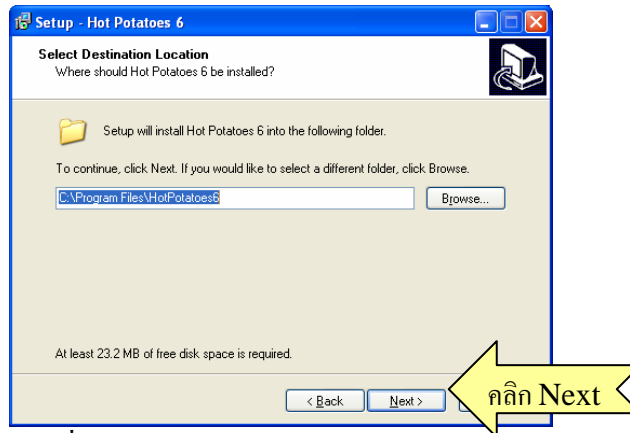 Setup - Hot Potatoes 6
Select Destination Location
Where should Hot Potatoes 6 be installed?
Setup will install Hot Potatoes 6 into the following folder.
To continue, click Next. If you would like to select a different folder, click Browse.
C:\Program Files\HotPotatoes6
Browse...
At least 23.2 MB of free disk space is required.
< Back
Next >
คลิก Next